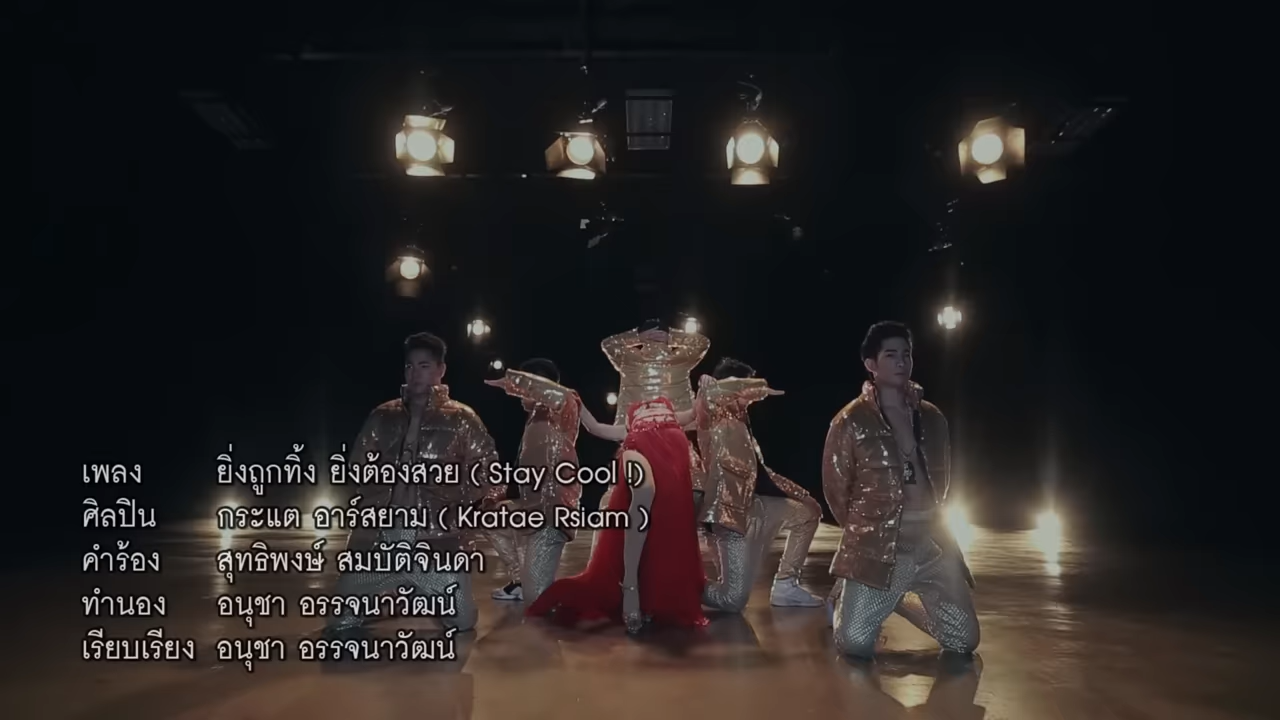 เพลง ยิ่งถูกทิ้ง ยิ่งต้องสวย ( Stay Cool !)
ศิลปิน กระแต อาร์สยาม ( Kratae Rsiam )
คำร้อง สุทธิพงษ์ สมบัติจินดา
ทำนอง อนุชา อรรจนาวัฒน์
เรียบเรียง อนุชา อรรจนาวัฒน์